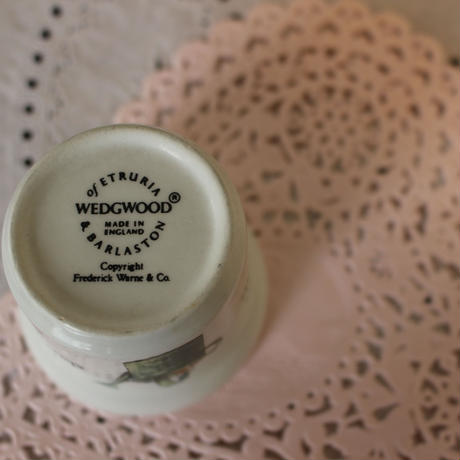 of ETRURIA
WEDGWOOD®
MADE IN
ENGLAND
& BARLASTON
Copyright
Frederick Warne & Co.